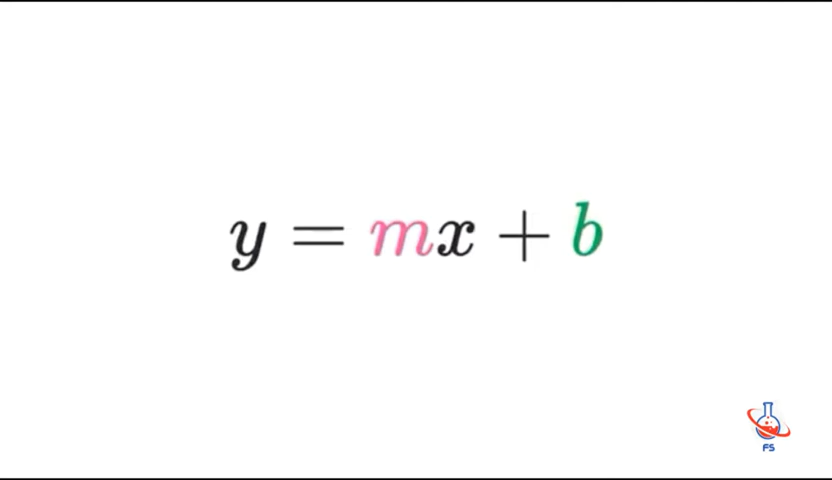 y = mx + b
FS